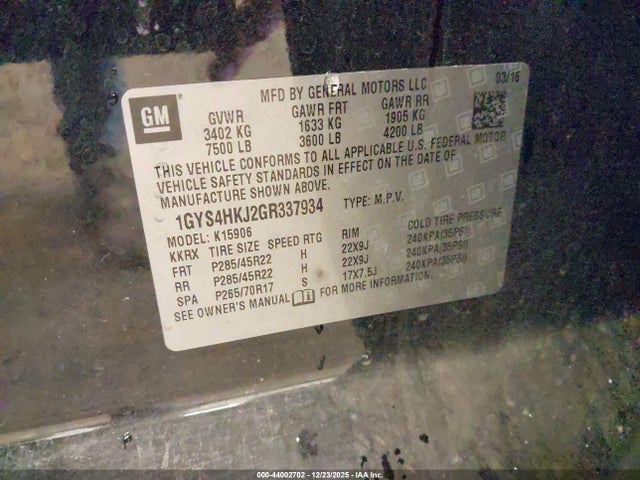 GM
MFD BY GENERAL MOTORS LLC 03/16
GVWR GAWR FRT GAWR RR
3402 KG 1633 KG 1905 KG
7500 LB 3600 LB 4200 LB
THIS VEHICLE CONFORMS TO ALL APPLICABLE U.S. FEDERAL MOTOR
VEHICLE SAFETY STANDARDS IN EFFECT ON THE DATE OF
MANUFACTURE SHOWN ABOVE.
1GYS4HKJ2GR337934 TYPE: M.P.V.
MODEL: K15906
KKRX TIRE SIZE SPEED RTG RIM COLD TIRE PRESSURE
FRT P285/45R22 H 22X9J 240KPA(35PSI)
RR P285/45R22 H 22X9J 240KPA(35PSI)
SPA P265/70R17 S 17X7.5J 240KPA(35PSI)
SEE OWNER'S MANUAL FOR MORE INFORMATION
000-44002702 - 12/23/2025 - IAA Inc.